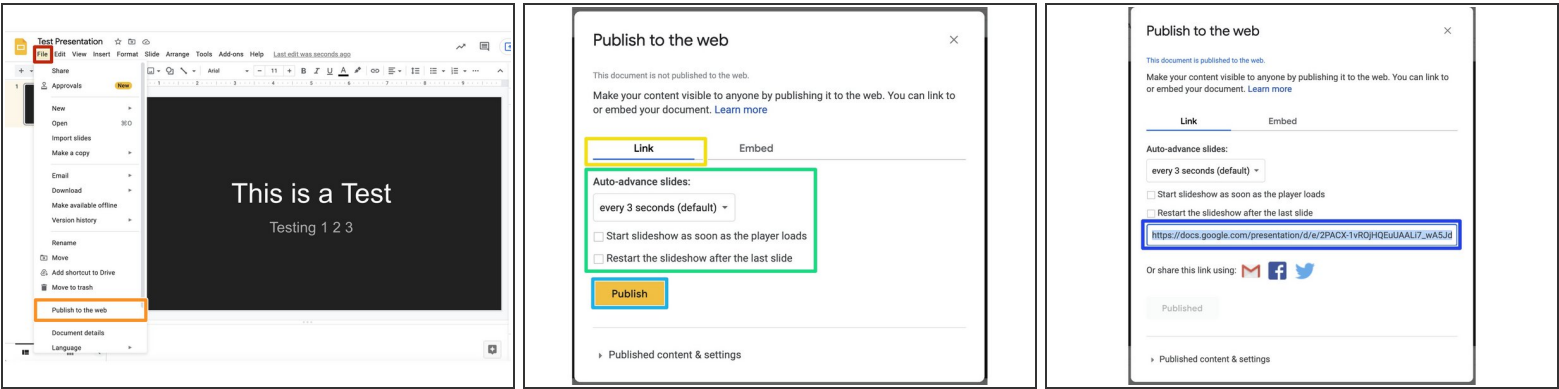 Test Presentation
File Edit View Insert Format Slide Arrange Tools Add-ons Help Last edit was seconds ago
Arial - 11 + B I U A
Share
Approvals New
New
Open ⌘O
Import slides
Make a copy
Email
Download
Make available offline
Version history
Rename
Move
Add shortcut to Drive
Move to trash
Publish to the web
Document details
Language
1
1 2 3 4 5 6 7 8 9
This is a Test
Testing 1 2 3
Publish to the web
This document is not published to the web.
Make your content visible to anyone by publishing it to the web. You can link to
or embed your document. Learn more
Link Embed
Auto-advance slides:
every 3 seconds (default)
Start slideshow as soon as the player loads
Restart the slideshow after the last slide
Publish
Published content & settings
Publish to the web
This document is published to the web.
Make your content visible to anyone by publishing it to the web. You can link to
or embed your document. Learn more
Link Embed
Auto-advance slides:
every 3 seconds (default)
Start slideshow as soon as the player loads
Restart the slideshow after the last slide
https://docs.google.com/presentation/d/e/2PACX-1vROjHQEuUAALi7_wA5Jd
Or share this link using:
Published
Published content & settings